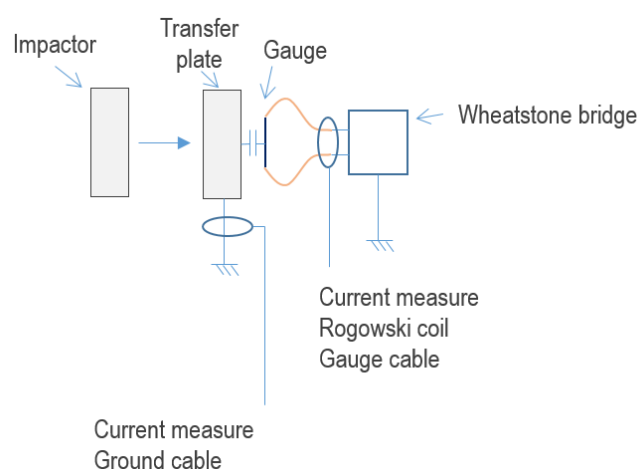 Impactor
Transfer
plate
Gauge
Wheatstone bridge
Current measure
Rogowski coil
Gauge cable
Current measure
Ground cable